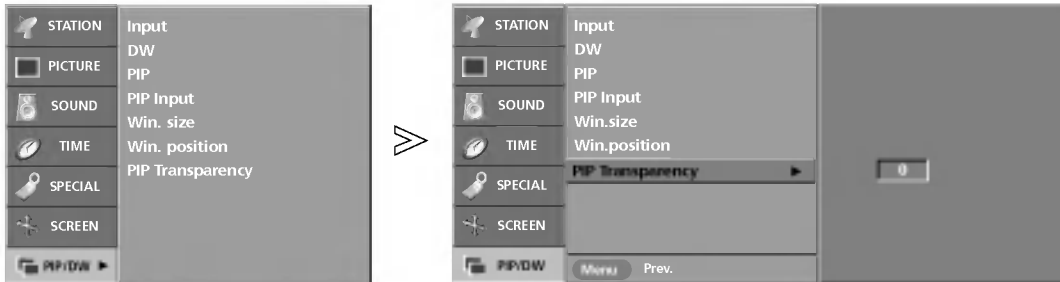 STATION
PICTURE
SOUND
TIME
SPECIAL
SCREEN
PIP/DW
Input
DW
PIP
PIP Input
Win. size
Win. position
PIP Transparency
STATION
PICTURE
SOUND
TIME
SPECIAL
SCREEN
PIP/DW
Input
DW
PIP
PIP Input
Win.size
Win.position
PIP Transparency
Menu Prev.
0